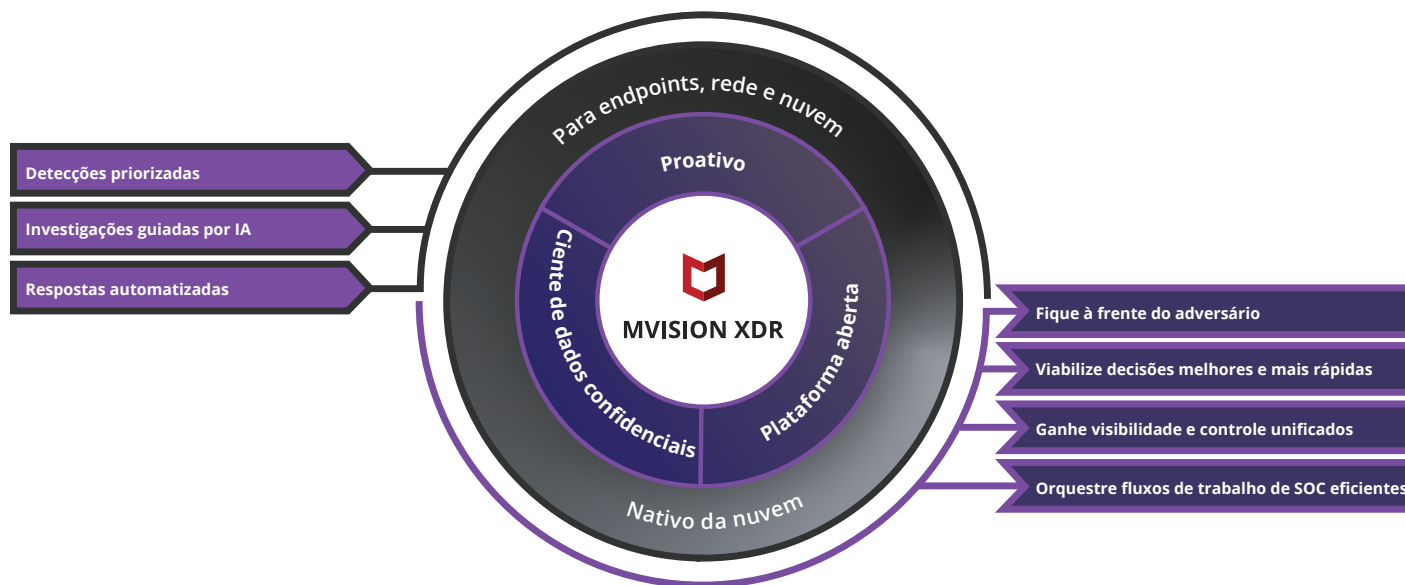 Para endpoints, rede e nuvem
Proativo
Detecções priorizadas
Investigações guiadas por IA
Respostas automatizadas
Ciente de dados confidenciais
MVISION XDR
Plataforma aberta
Nativo da nuvem
Fique à frente do adversário
Viabilize decisões melhores e mais rápidas
Ganhe visibilidade e controle unificados
Orquestre fluxos de trabalho de SOC eficientes